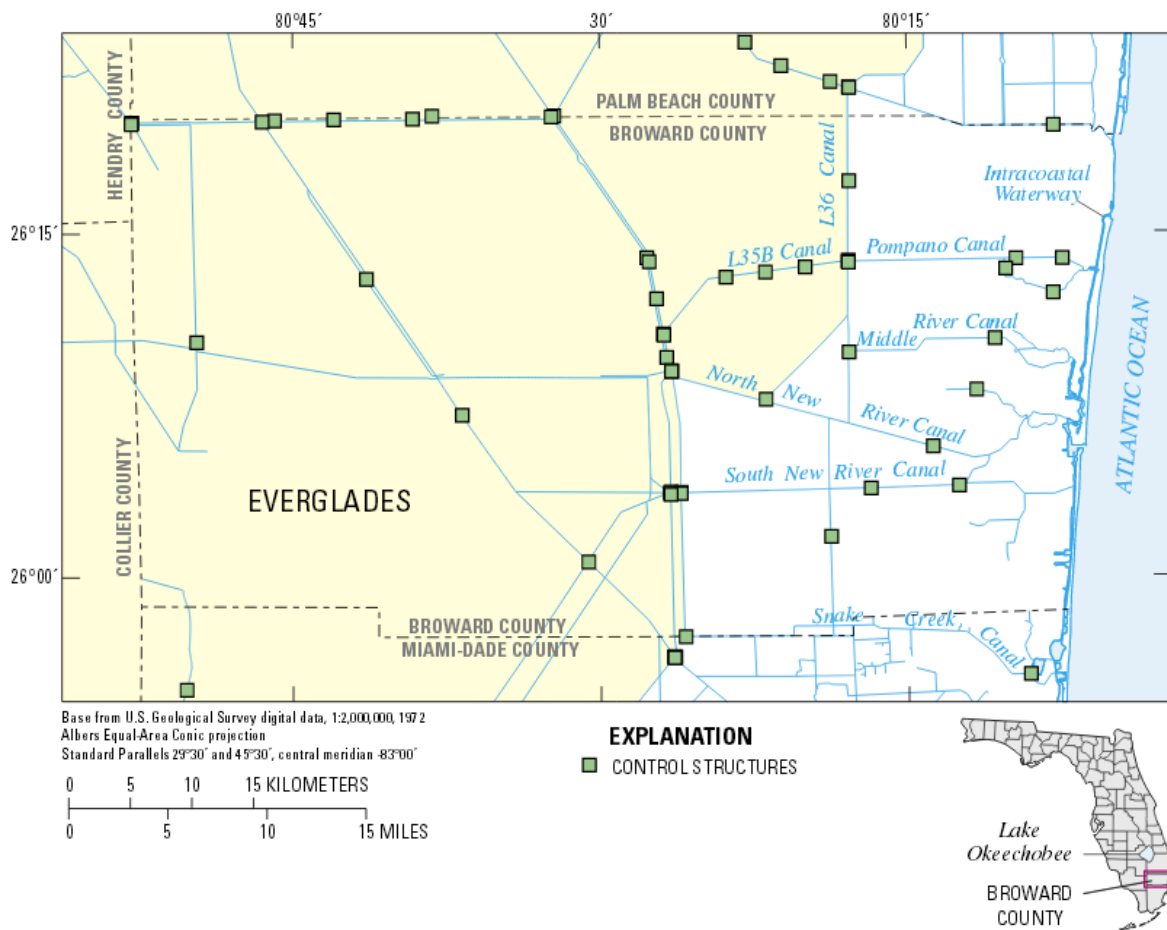 80°45´
30´
80°15´
HENDRY COUNTY
PALM BEACH COUNTY
BROWARD COUNTY
L36 Canal
Intracoastal
Waterway
26°15´
L35B Canal
Pompano Canal
Middle River Canal
North New River Canal
ATLANTIC OCEAN
South New River Canal
EVERGLADES
COLLIER COUNTY
26°00´
BROWARD COUNTY
MIAMI-DADE COUNTY
Snake Creek Canal
Base from U.S. Geological Survey digital data, 1:2,000,000, 1972
Albers Equal-Area Conic projection
Standard Parallels 29°30´ and 45°30´, central meridian -83°00´
0 5 10 15 KILOMETERS
0 5 10 15 MILES
EXPLANATION
CONTROL STRUCTURES
Lake
Okeechobee
BROWARD
COUNTY